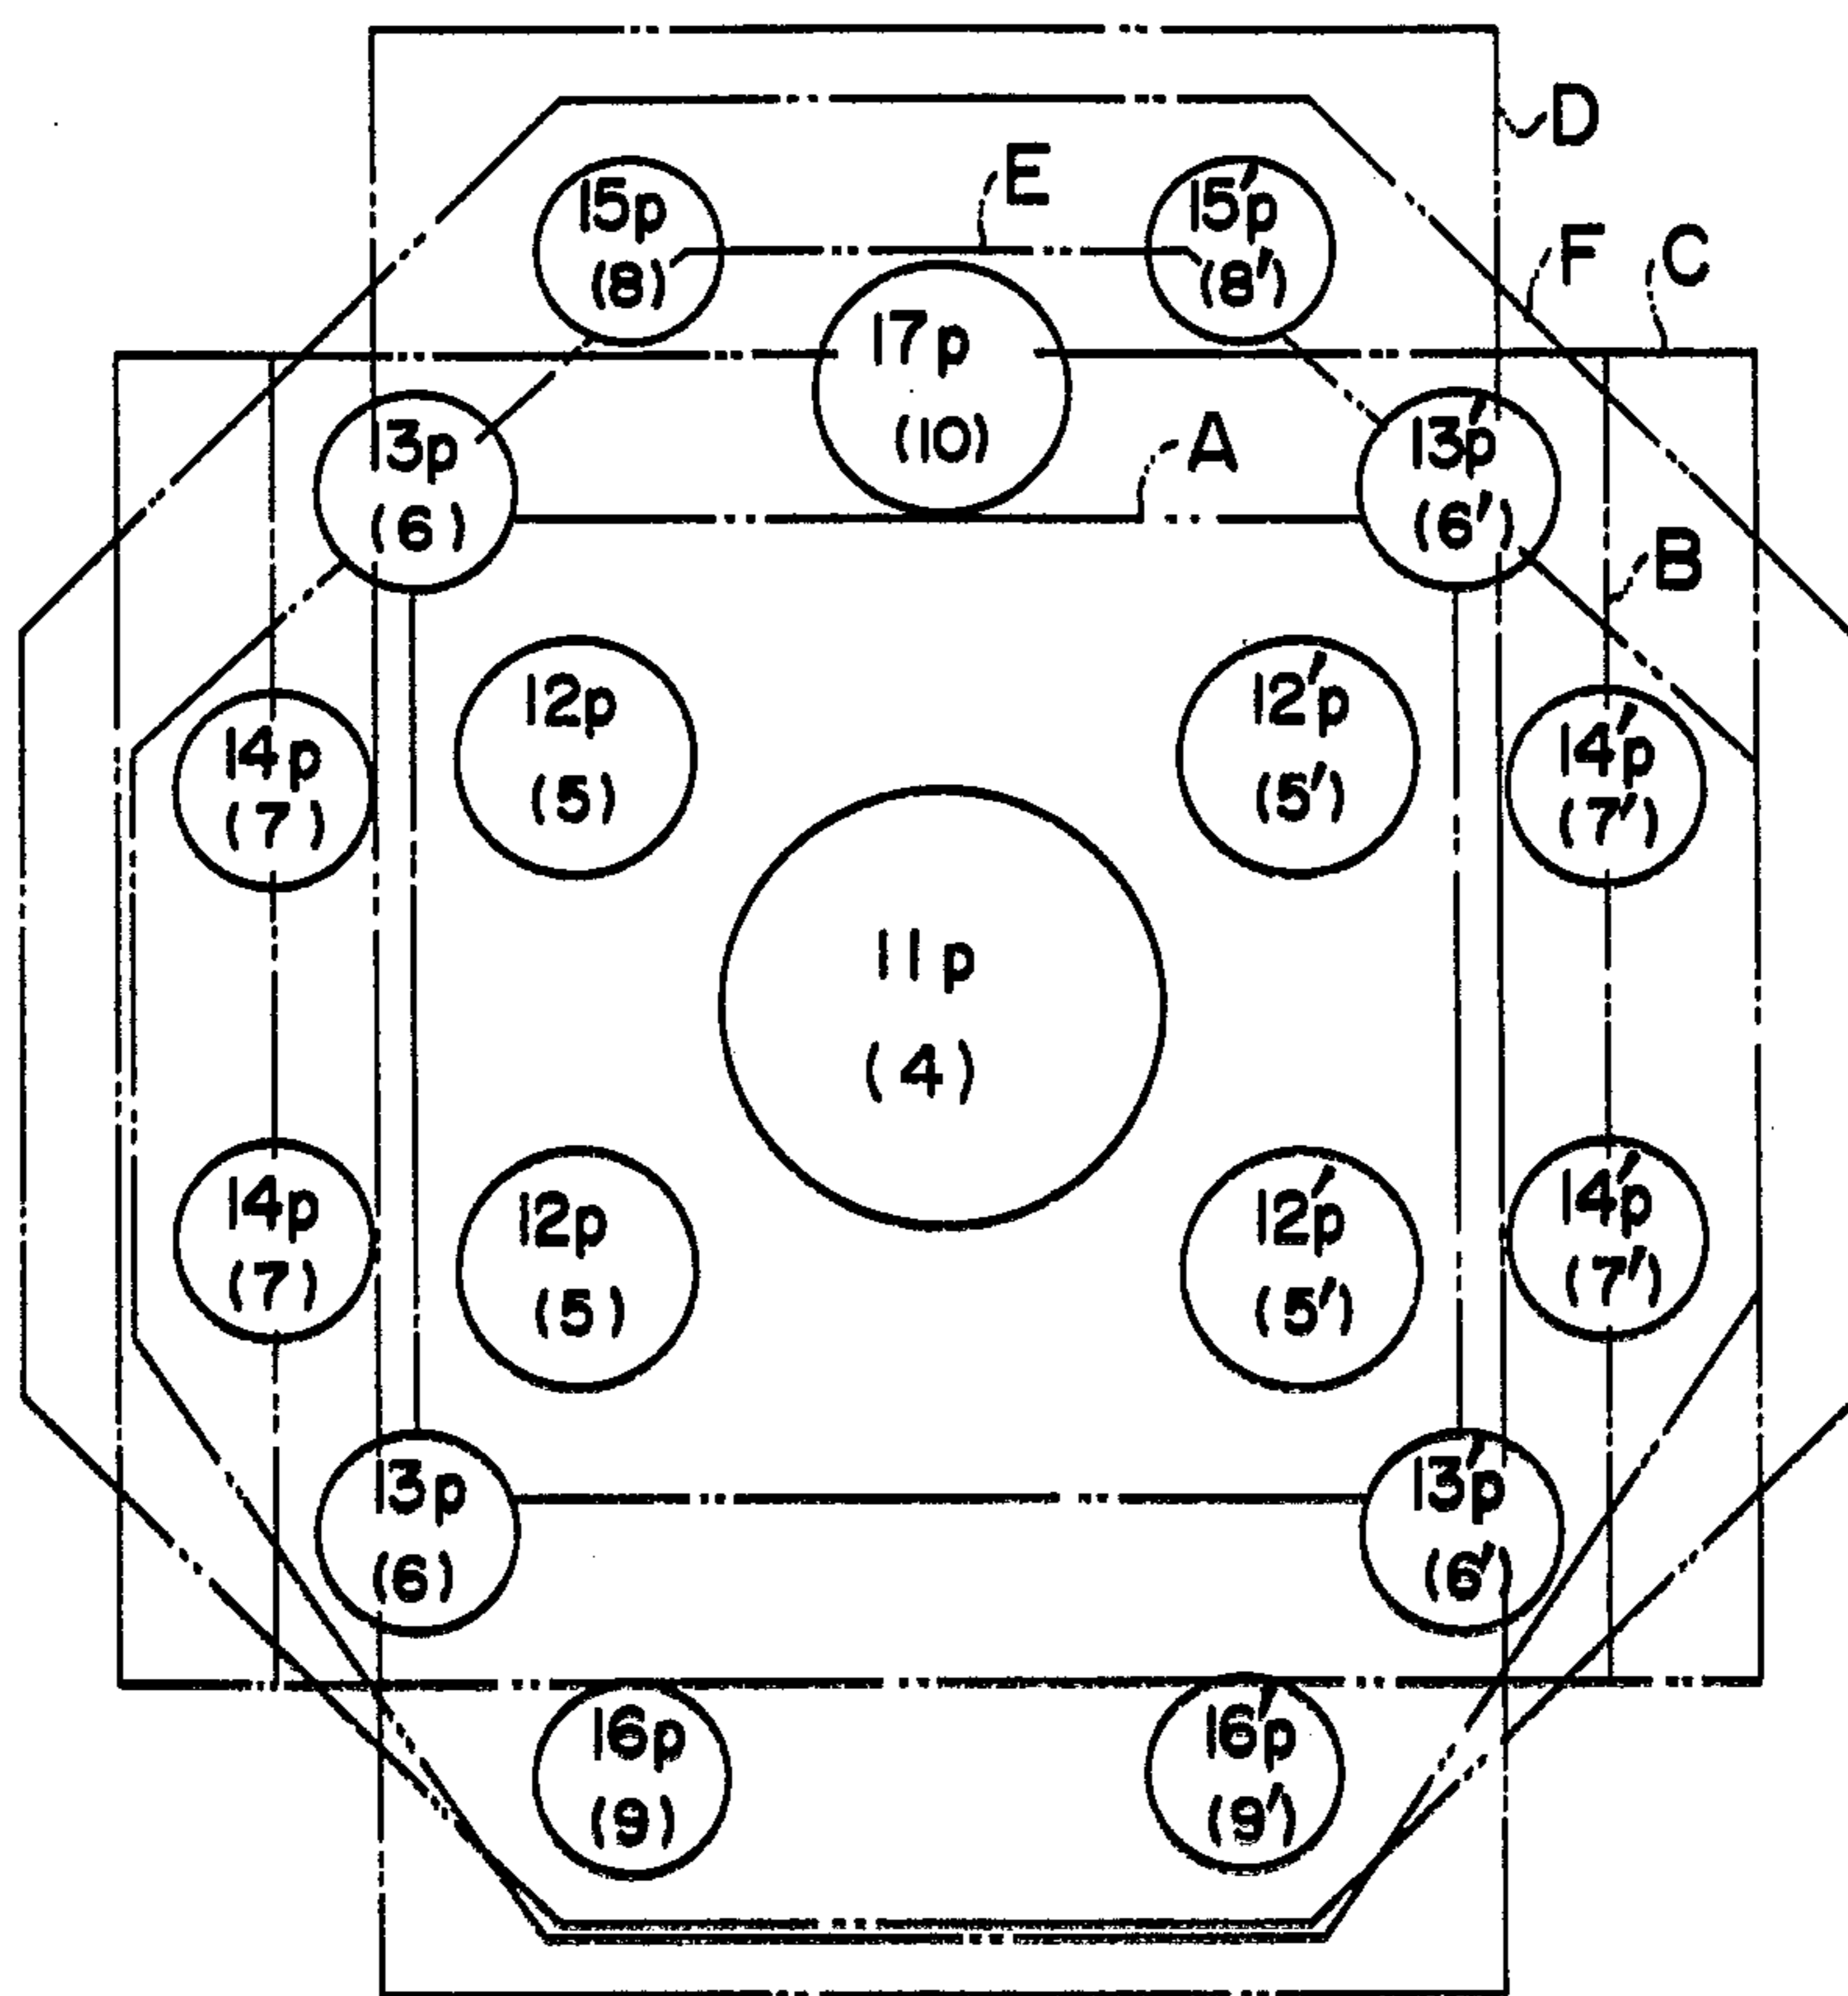 D
E
15p
(8)
15'p
(8')
F
C
17p
(10)
A
13p
(6)
13'p
(6')
B
12p
(5)
12'p
(5')
14p
(7)
14'p
(7')
11p
(4)
14p
(7)
12p
(5)
12'p
(5')
14'p
(7')
13p
(6)
13'p
(6')
16p
(9)
16'p
(9')